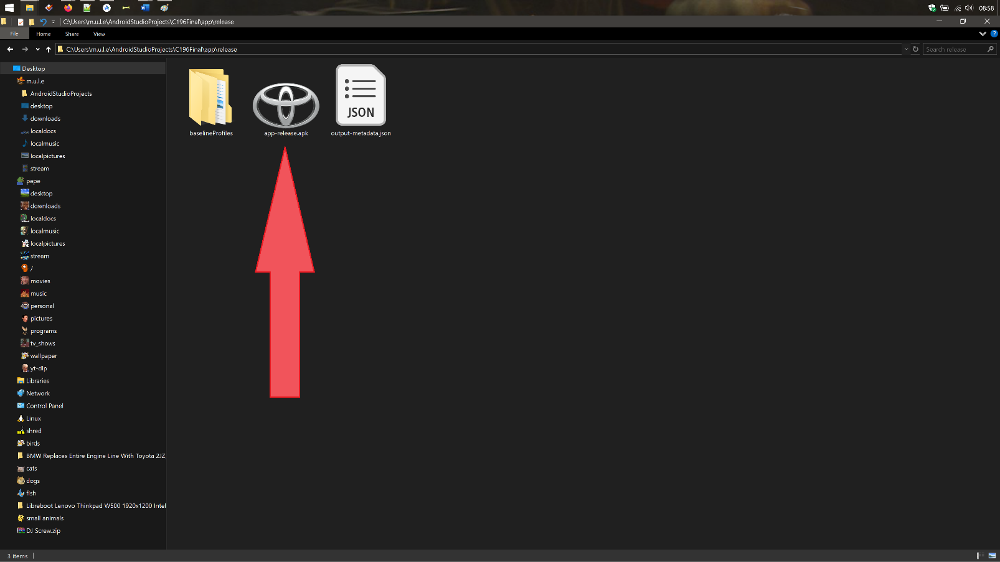 08:58
C:\Users\m.u.l.e\AndroidStudioProjects\C196Final\app\release
File Home Share View
C:\Users\m.u.l.e\AndroidStudioProjects\C196Final\app\release
Search release
Desktop
m.u.l.e
AndroidStudioProjects
desktop
downloads
localdocs
localmusic
localpictures
stream
pepe
desktop
downloads
localdocs
localmusic
localpictures
stream
/
movies
music
personal
pictures
programs
tv_shows
wallpaper
yt-dlp
Libraries
Network
Control Panel
Linux
shred
birds
BMW Replaces Entire Engine Line With Toyota 2JZ
cats
dogs
fish
Libreboot Lenovo Thinkpad W500 1920x1200 Intel
small animals
DJ Screw.zip
JSON
baselineProfiles
app-release.apk
output-metadata.json
3 items